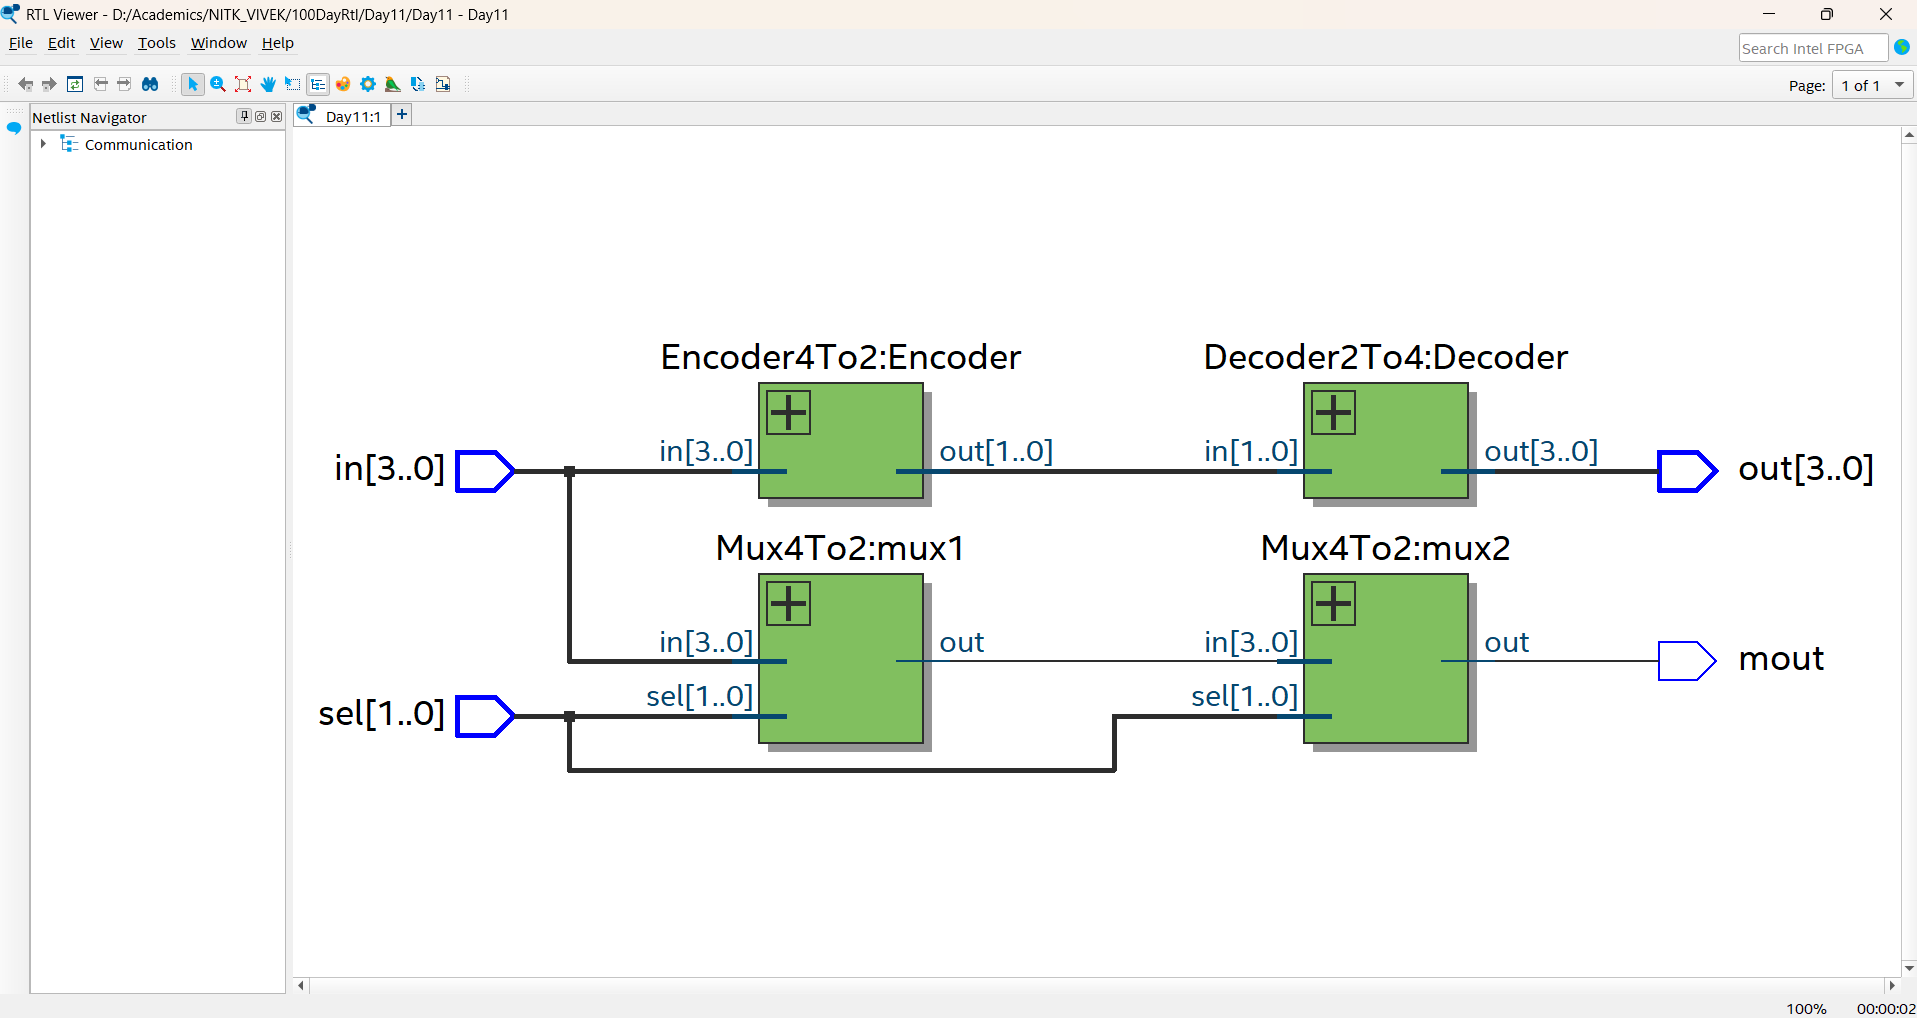 RTL Viewer - D:/Academics/NITK_VIVEK/100DayRtl/Day11/Day11 - Day11
File Edit View Tools Window Help
Search Intel FPGA
Page: 1 of 1
Netlist Navigator
Day11:1
Communication
Encoder4To2:Encoder Decoder2To4:Decoder
in[3..0] in[3..0] out[1..0] in[1..0] out[3..0] out[3..0]
Mux4To2:mux1 Mux4To2:mux2
in[3..0] out in[3..0] out mout
sel[1..0] sel[1..0] sel[1..0]
100% 00:00:02